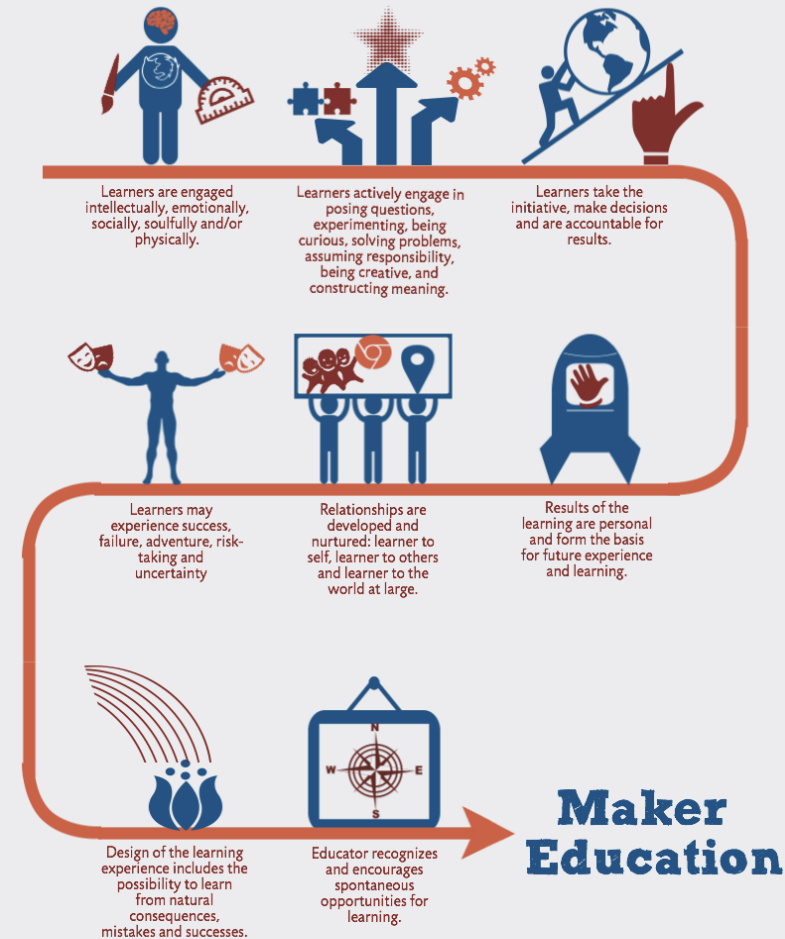 Learners are engaged
intellectually, emotionally,
socially, soulfully and/or
physically.
Learners actively engage in
posing questions,
experimenting, being
curious, solving problems,
assuming responsibility,
being creative, and
constructing meaning.
Learners take the
initiative, make decisions
and are accountable for
results.
Results of the
learning are personal
and form the basis
for future experience
and learning.
Relationships are
developed and
nurtured: learner to
self, learner to others
and learner to the
world at large.
Learners may
experience success,
failure, adventure, risk-
taking and
uncertainty
Design of the learning
experience includes the
possibility to learn
from natural
consequences,
mistakes and successes.
N
W E
S
Educator recognizes
and encourages
spontaneous
opportunities for
learning.
Maker
Education